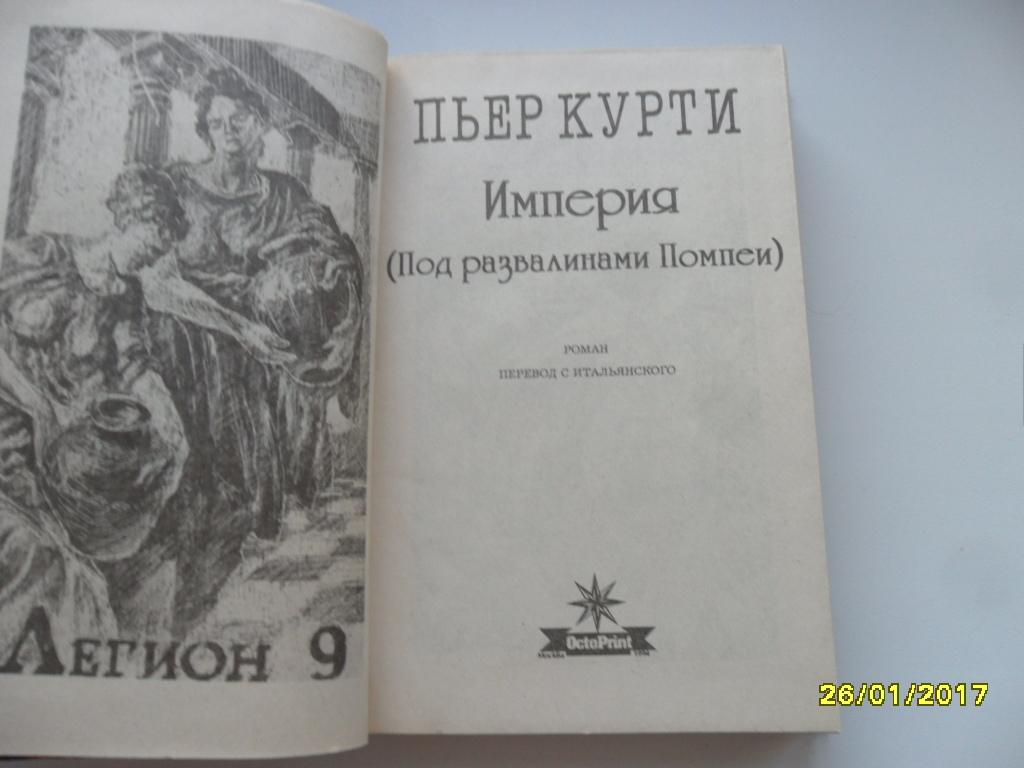 ПЬЕР КУРТИ
Империя
(Под развалинами Помпеи)
РОМАН
ПЕРЕВОД С ИТАЛЬЯНСКОГО
OctoPrint
ЛЕГИОН 9
26/01/2017